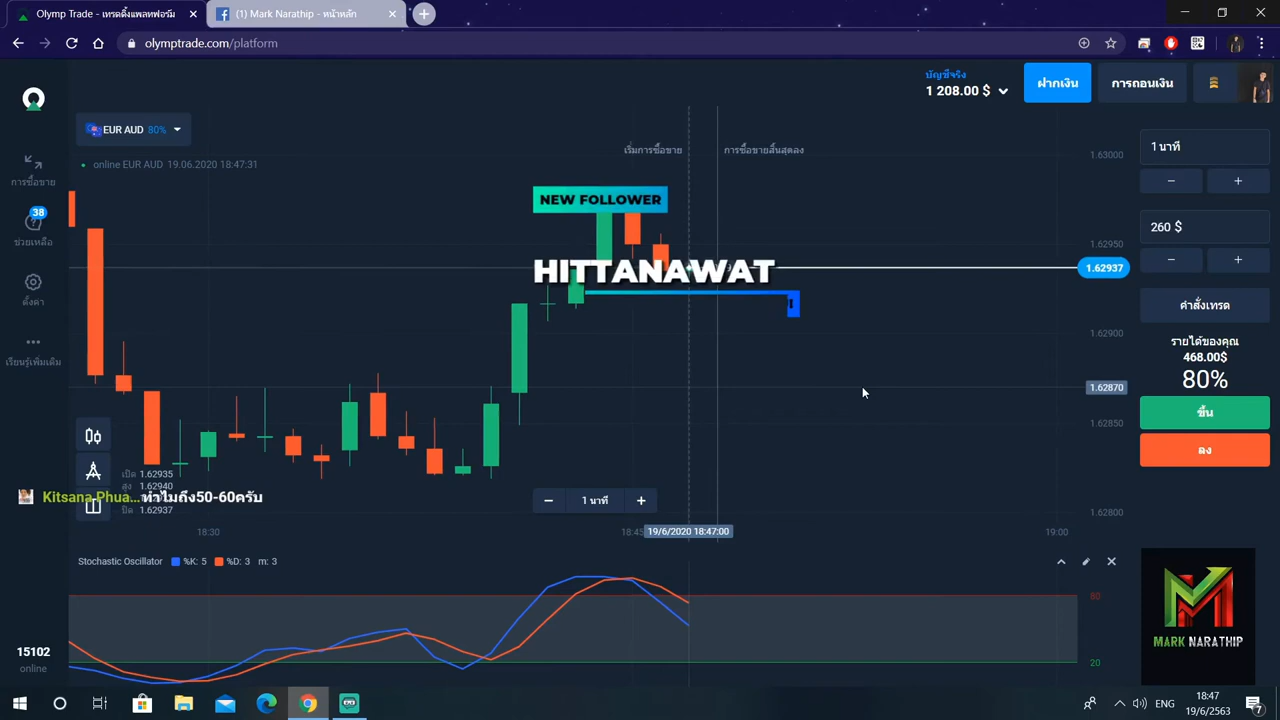 Olymp Trade - เทรดดิ้งแพลทฟอร์ม
(1) Mark Narathip - หน้าหลัก
olymptrade.com/platform
บัญชีจริง
1 208.00 $
ฝากเงิน
การถอนเงิน
EUR AUD 80%
online EUR AUD 19.06.2020 18:47:31
เริ่มการซื้อขาย
การซื้อขายสิ้นสุดลง
การซื้อขาย
38
ช่วยเหลือ
ตั้งค่า
เรียนรู้เพิ่มเติม
NEW FOLLOWER
HITTANAWAT
1.63000
1.62950
1.62937
1.62900
1.62870
1.62850
1.62800
1 นาที
260 $
คำสั่งเทรด
รายได้ของคุณ
468.00$
80%
ขึ้น
ลง
เปิด 1.62935
สูง 1.62940
1.62937
Kitsana Phua... ทำไมถึง50-60ครับ
ปิด 1.62937
1 นาที
18:30
18:45
19/6/2020 18:47:00
19:00
Stochastic Oscillator %K: 5 %D: 3 m: 3
80
20
MARK NARATHIP
15102
online
ENG
18:47
19/6/2563
7